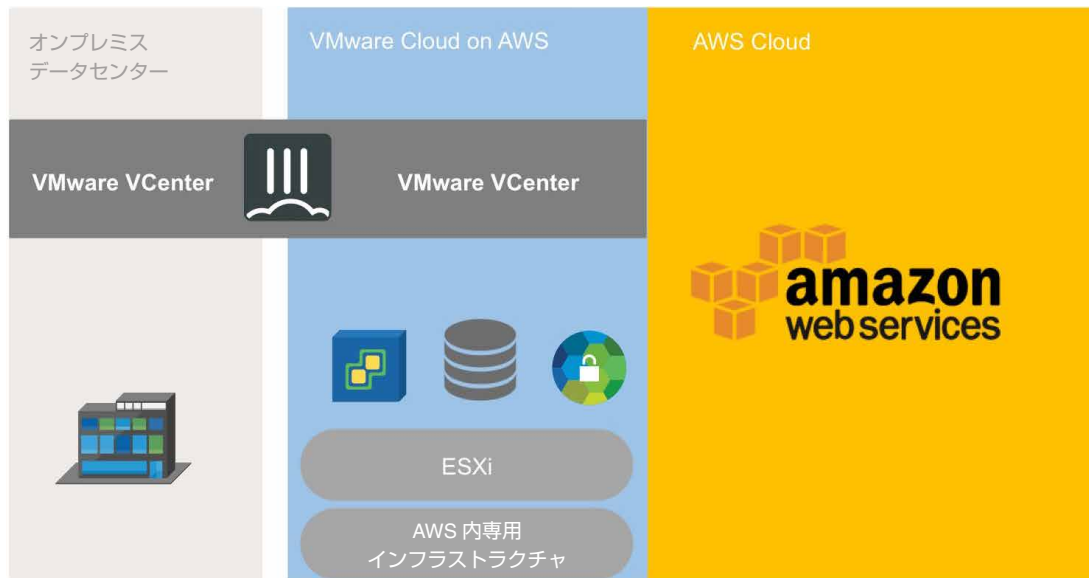 オンプレミス
データセンター
VMware Cloud on AWS
AWS Cloud
VMware VCenter
VMware VCenter
amazon
web services
ESXi
AWS 内専用
インフラストラクチャ